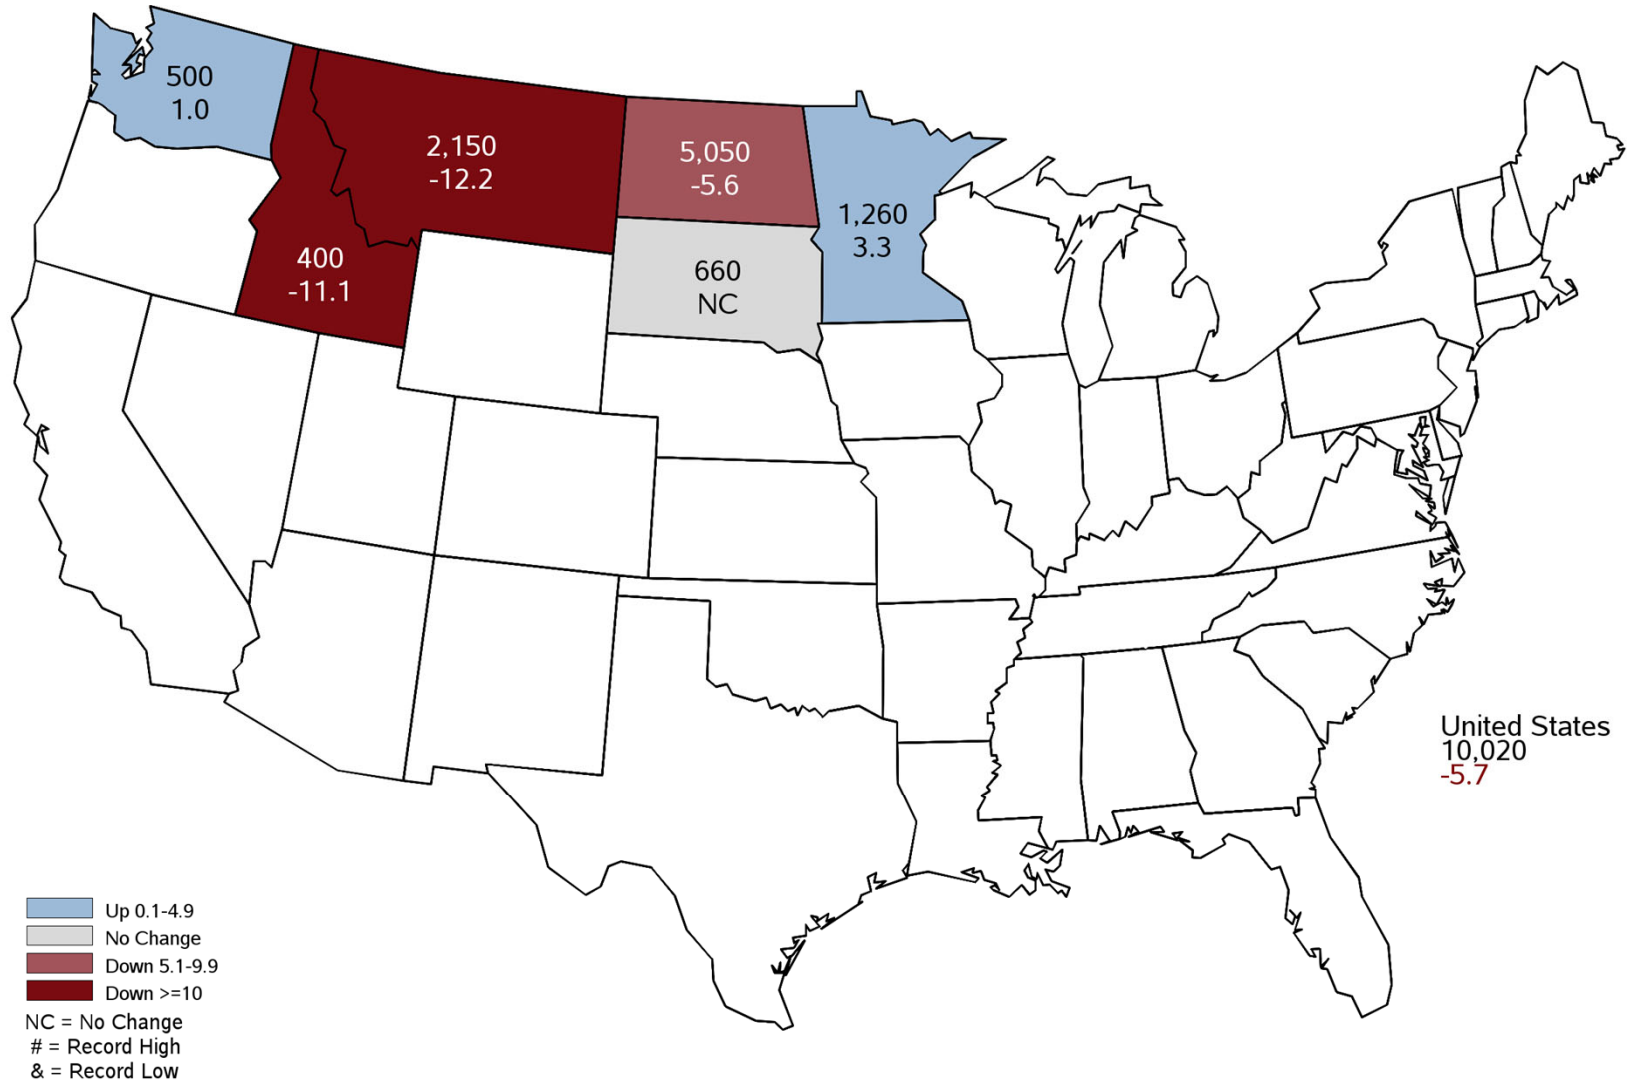 500
1.0
2,150
-12.2
5,050
-5.6
1,260
3.3
400
-11.1
660
NC
United States
10,020
-5.7
Up 0.1-4.9
No Change
Down 5.1-9.9
Down >=10
NC = No Change
# = Record High
& = Record Low